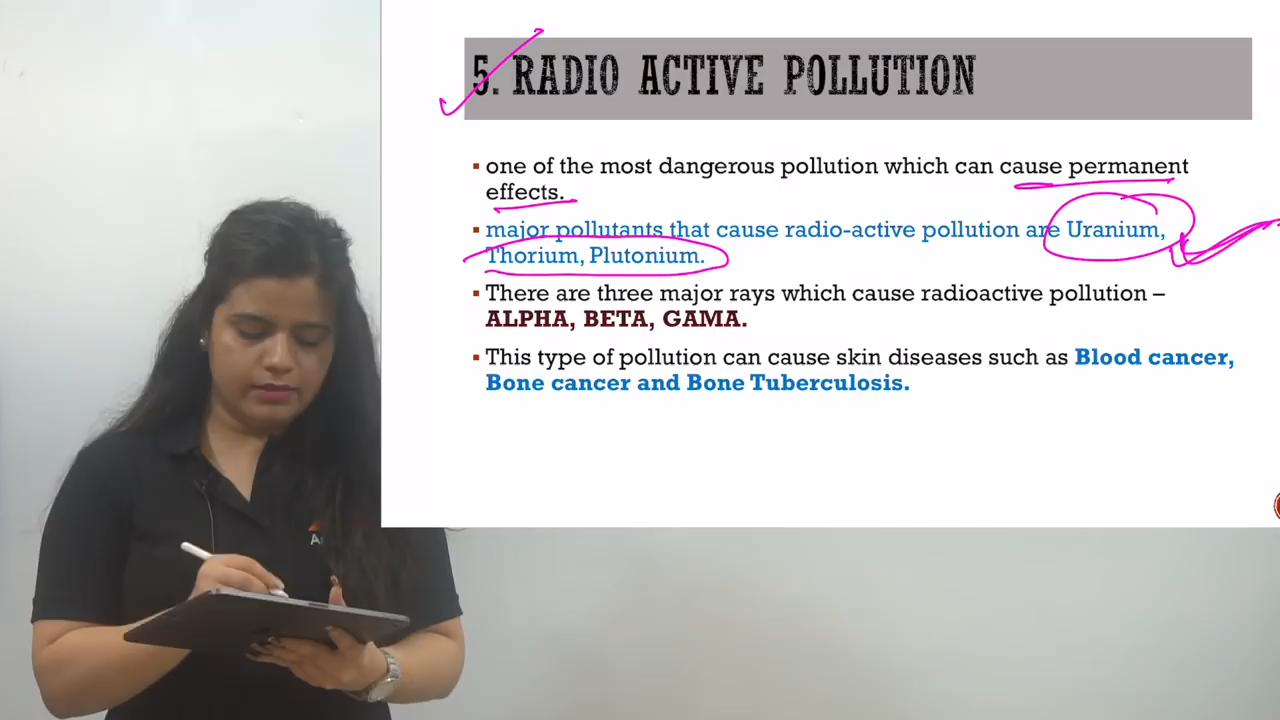 5. RADIO ACTIVE POLLUTION
▪ one of the most dangerous pollution which can cause permanent
effects.
▪ major pollutants that cause radio-active pollution are Uranium,
Thorium, Plutonium.
▪ There are three major rays which cause radioactive pollution –
ALPHA, BETA, GAMA.
▪ This type of pollution can cause skin diseases such as Blood cancer,
Bone cancer and Bone Tuberculosis.